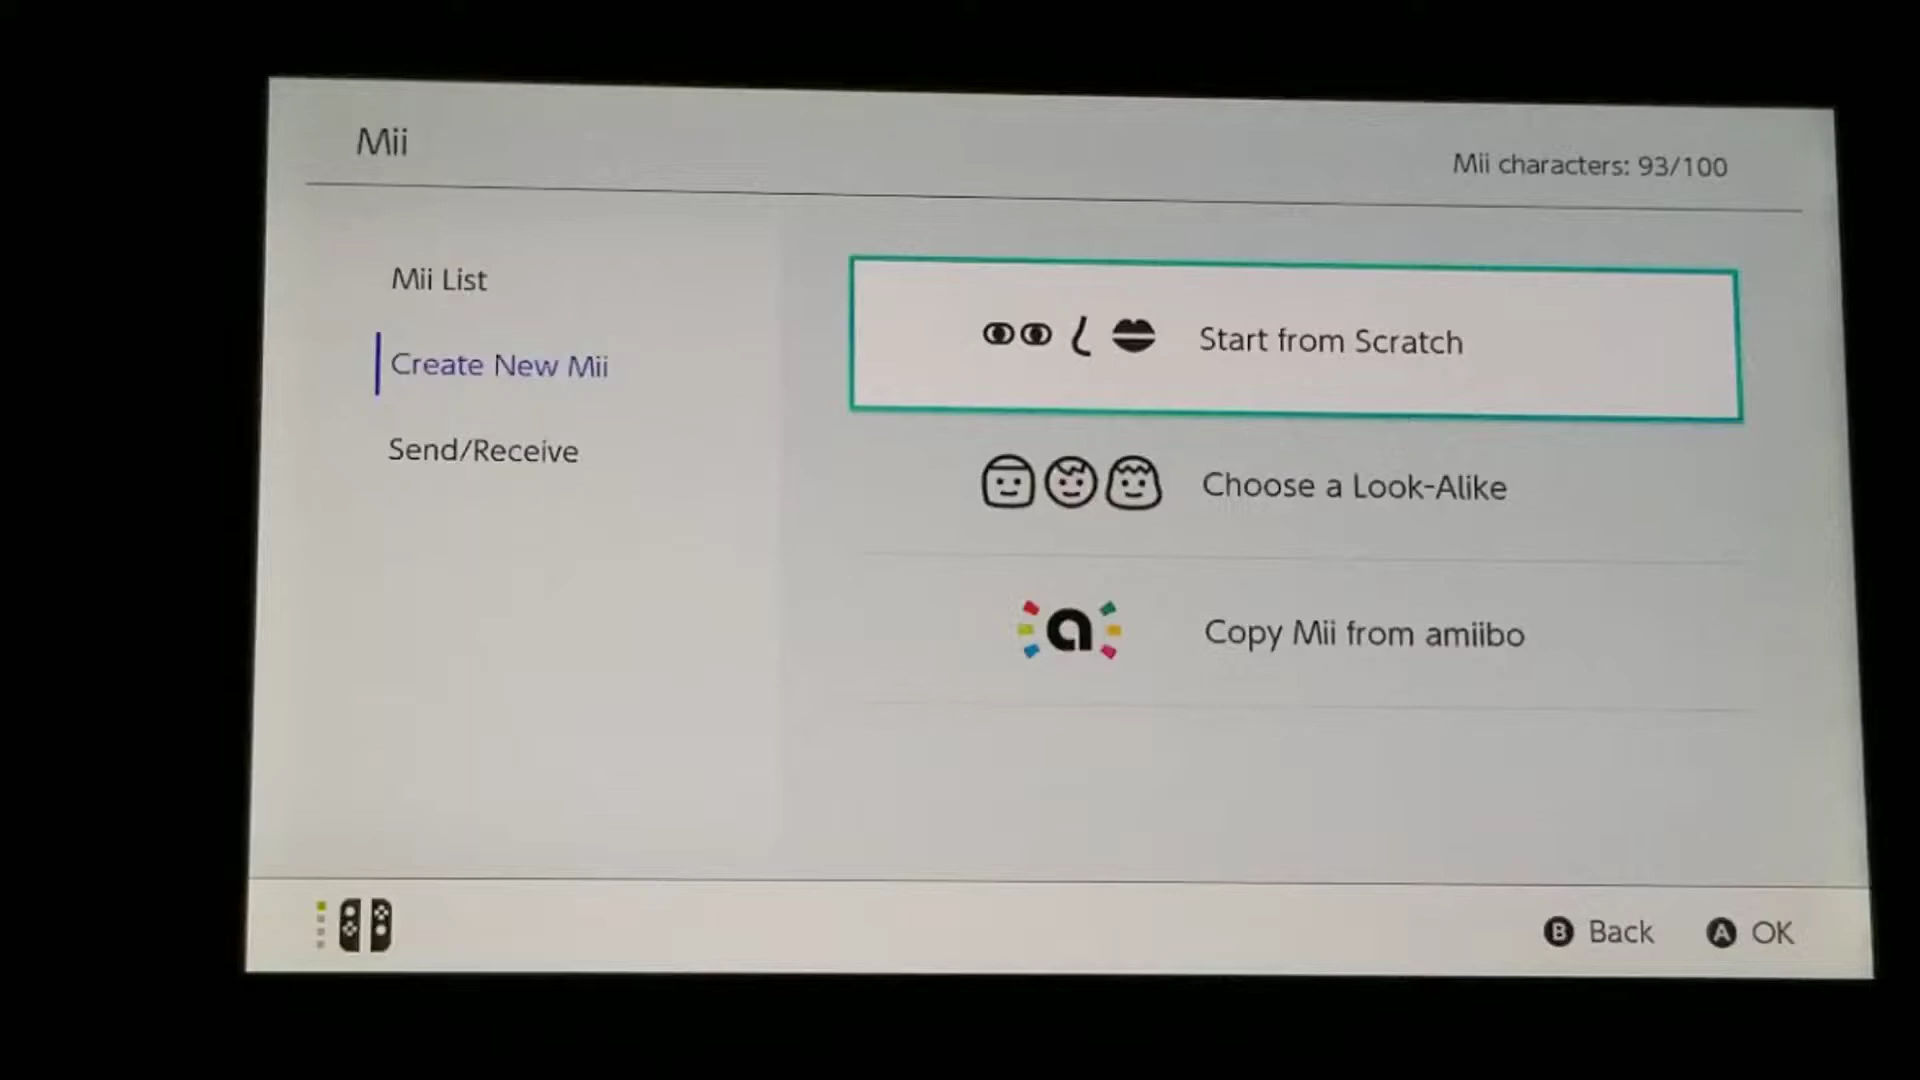 Mii
Mii characters: 93/100
Mii List
Create New Mii
Send/Receive
Start from Scratch
Choose a Look-Alike
a Copy Mii from amiibo
B Back A OK